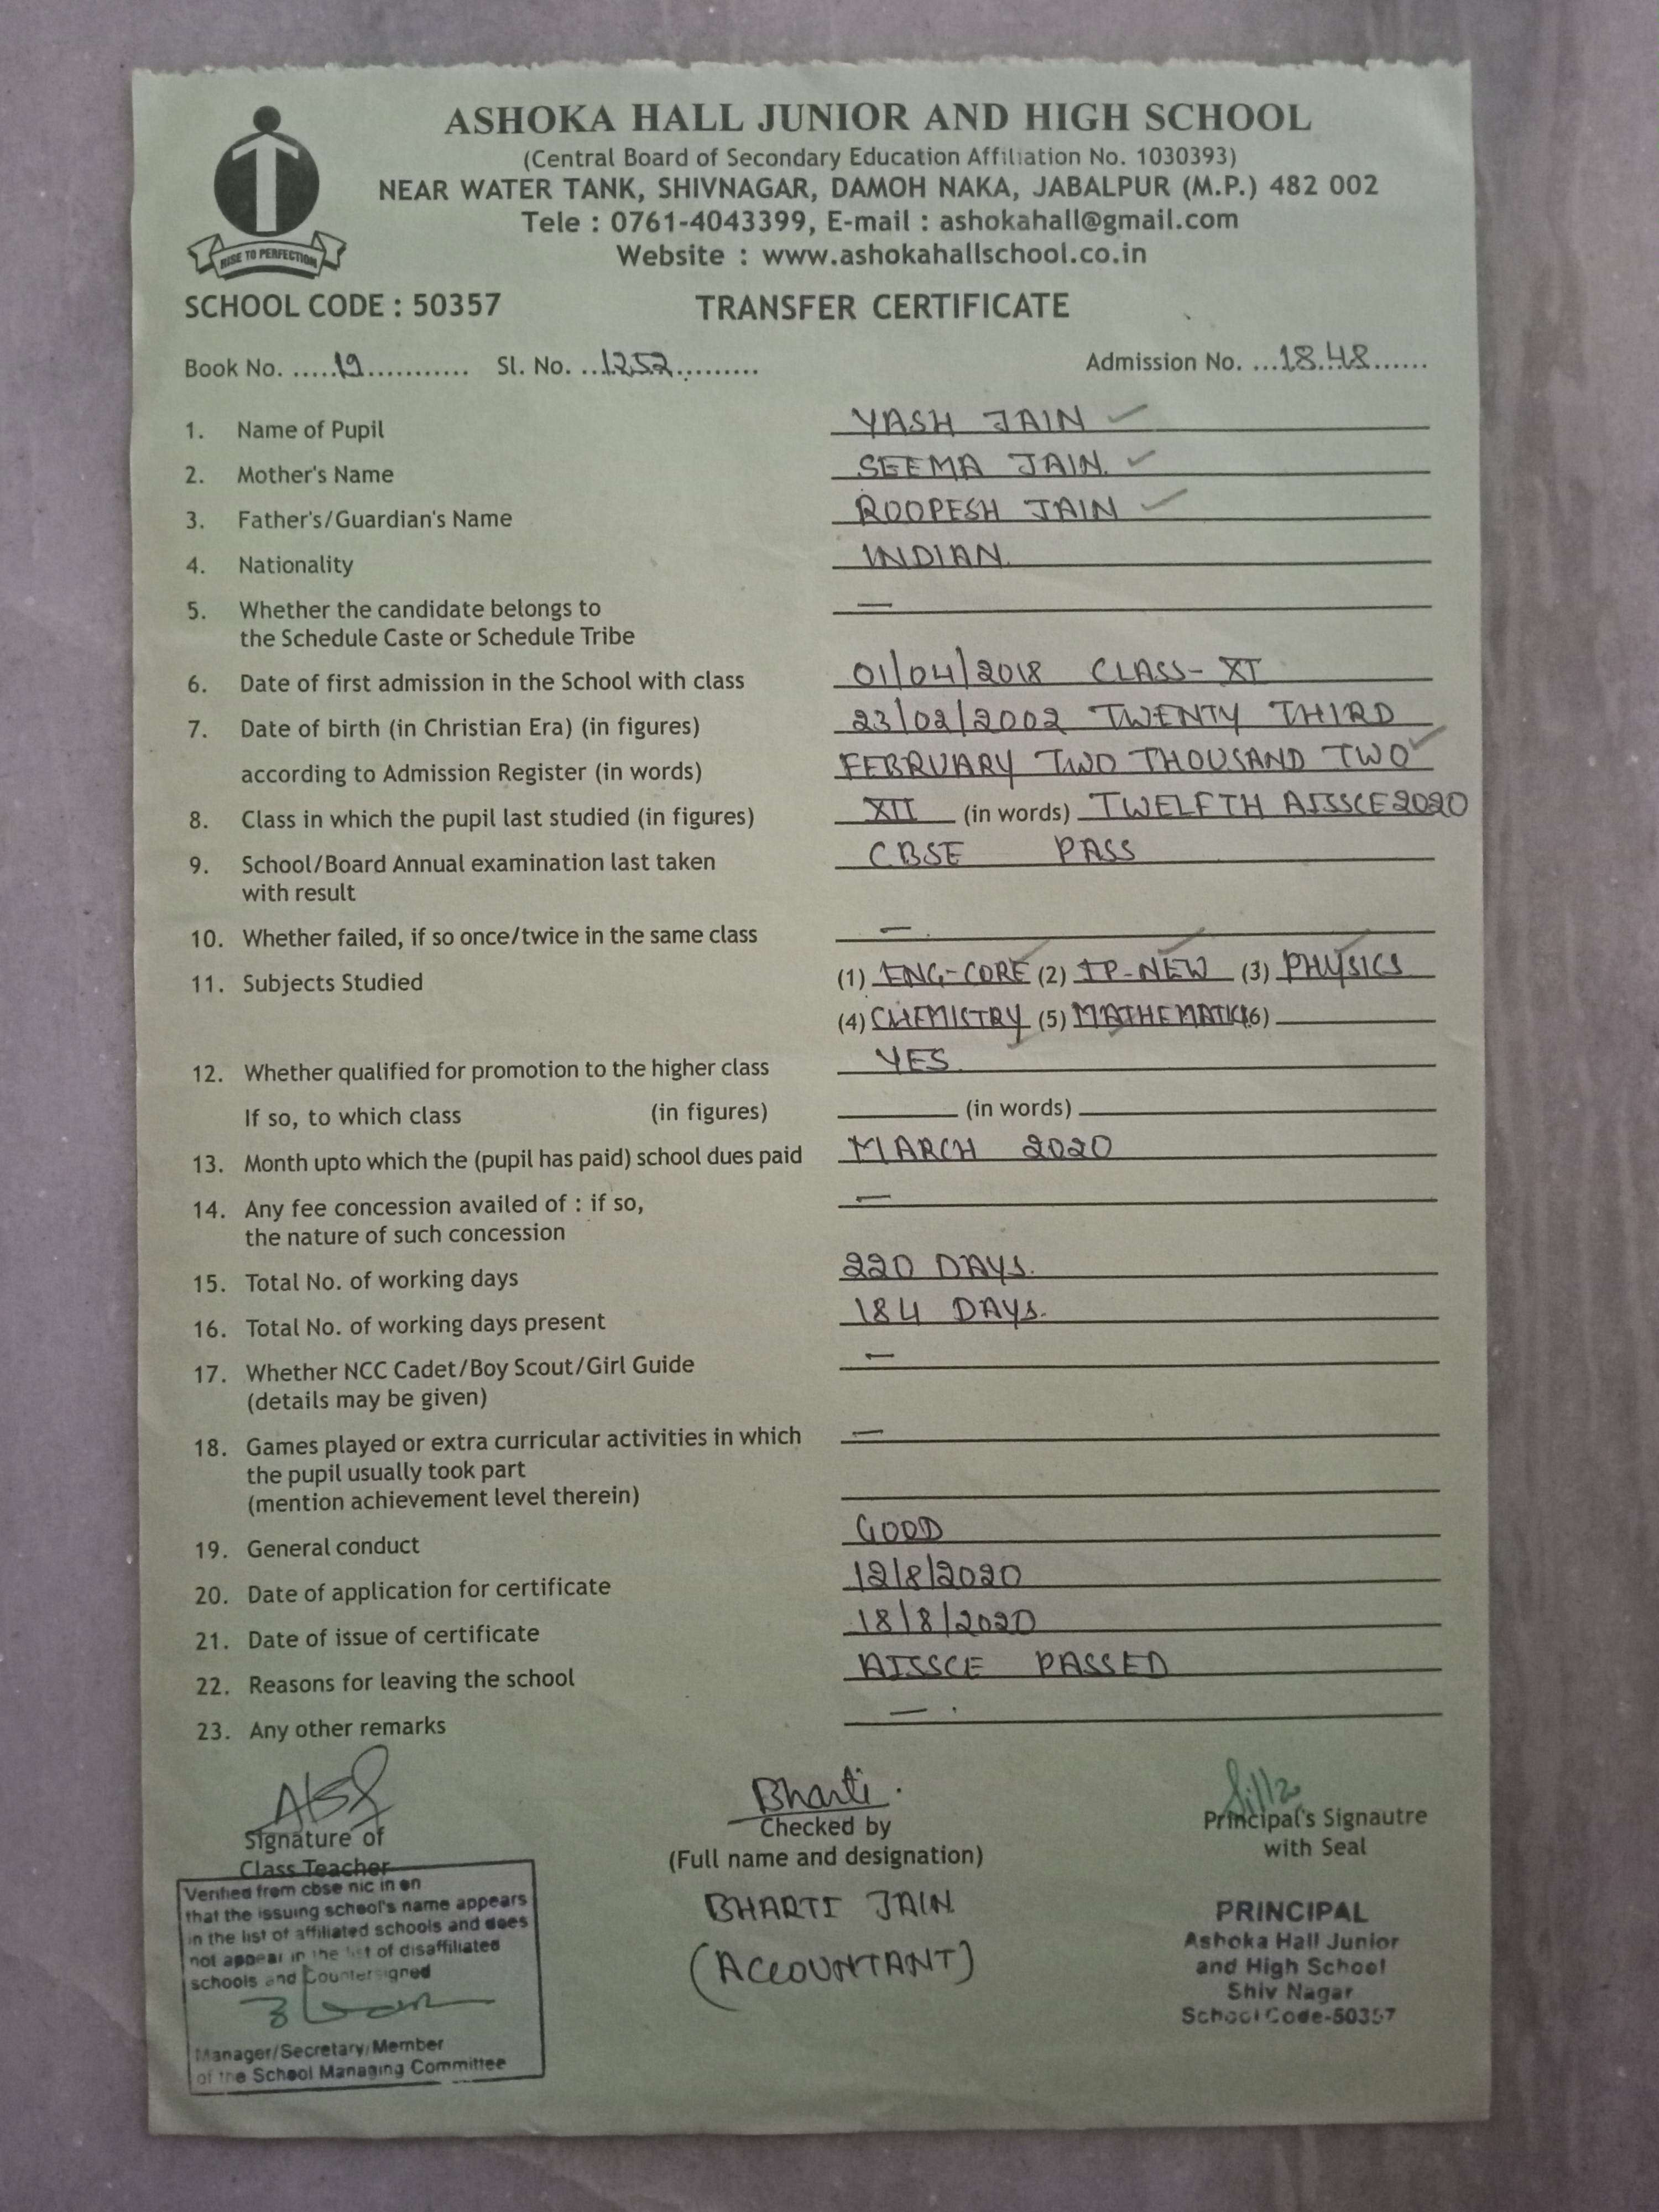 ASHOKA HALL JUNIOR AND HIGH SCHOOL
(Central Board of Secondary Education Affiliation No. 1030393)
NEAR WATER TANK, SHIVNAGAR, DAMOH NAKA, JABALPUR (M.P.) 482 002
Tele : 0761-4043399, E-mail : ashokahall@gmail.com
Website : www.ashokahallschool.co.in
RISE TO PERFECTION
SCHOOL CODE : 50357 TRANSFER CERTIFICATE
Book No. .....19........... Sl. No. ...1252......... Admission No. ...1848......
1. Name of Pupil YASH JAIN
2. Mother's Name SEEMA JAIN.
3. Father's/Guardian's Name ROOPESH JAIN
4. Nationality INDIAN.
5. Whether the candidate belongs to —
the Schedule Caste or Schedule Tribe
6. Date of first admission in the School with class 01/04/2018 CLASS- XI
7. Date of birth (in Christian Era) (in figures) 23/02/2002 TWENTY THIRD
according to Admission Register (in words) FEBRUARY TWO THOUSAND TWO
8. Class in which the pupil last studied (in figures) XII (in words) TWELFTH AISSCE2020
9. School/Board Annual examination last taken CBSE PASS
with result
10. Whether failed, if so once/twice in the same class —.
11. Subjects Studied (1) ENG-CORE (2) IP-NEW (3) PHYSICS
(4) CHEMISTRY (5) MATHEMATICS (6)
12. Whether qualified for promotion to the higher class YES
If so, to which class (in figures) (in words)
13. Month upto which the (pupil has paid) school dues paid MARCH 2020
14. Any fee concession availed of : if so, —
the nature of such concession
15. Total No. of working days 220 DAYS.
16. Total No. of working days present 184 DAYS.
17. Whether NCC Cadet/Boy Scout/Girl Guide —
(details may be given)
18. Games played or extra curricular activities in which —
the pupil usually took part
(mention achievement level therein)
19. General conduct GOOD
20. Date of application for certificate 12/8/2020
21. Date of issue of certificate 18/8/2020
22. Reasons for leaving the school AISSCE PASSED
23. Any other remarks — .
Bharti.
Signature of Checked by Principal's Signautre
Class Teacher (Full name and designation) with Seal
BHARTI JAIN
(ACCOUNTANT)
Verified from cbse nic in on
that the issuing school's name appears
in the list of affiliated schools and does
not appear in the list of disaffiliated
schools and Countersigned
Manager/Secretary/Member
of the School Managing Committee
PRINCIPAL
Ashoka Hall Junior
and High School
Shiv Nagar
School Code-50357